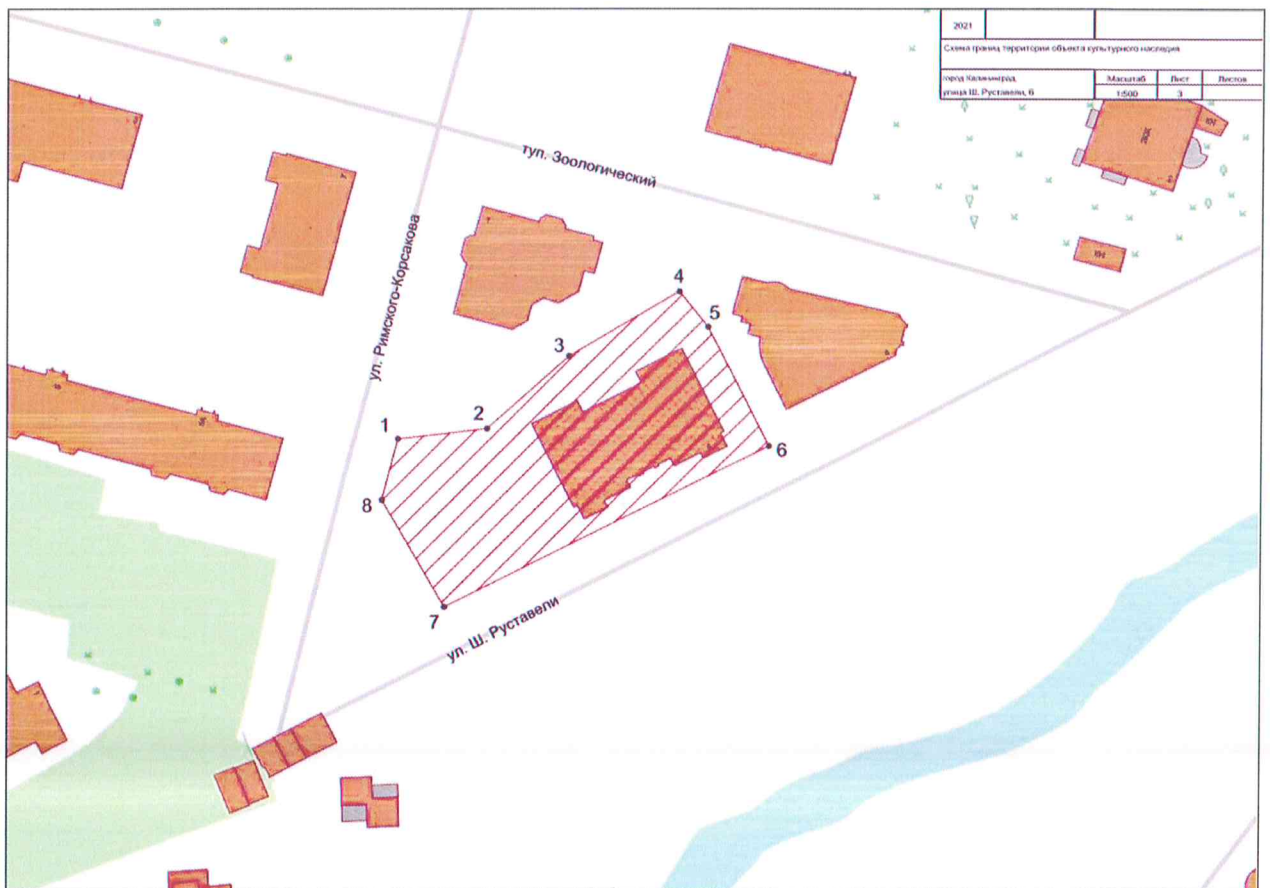 2021
Схема границ территории объекта культурного наследия
город Калининград,
улица Ш. Руставели, 6
Масштаб Лист Листов
1:500 3
туп. Зоологический
ул. Римского-Корсакова
7
4
5
3
2
1
6
8
7
ул. Ш. Руставели